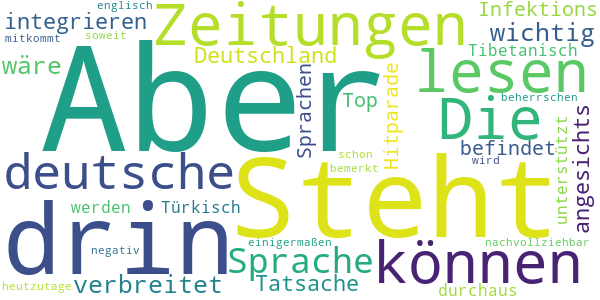 englisch
integrieren
Zeitungen
Infektions
mitkommt
soweit
wichtig
Aber
Deutschland
Tibetanisch
wäre
lesen
Sprachen
Hitparade
Top
Die
beherrschen
unterstützt
angesichts
deutsche
Steht
schon
befindet
bemerkt
wird
drin
werden
Türkisch
können
negativ
einigermaßen
nachvollziehbar
Sprache
heutzutage
verbreitet
Tatsache
durchaus